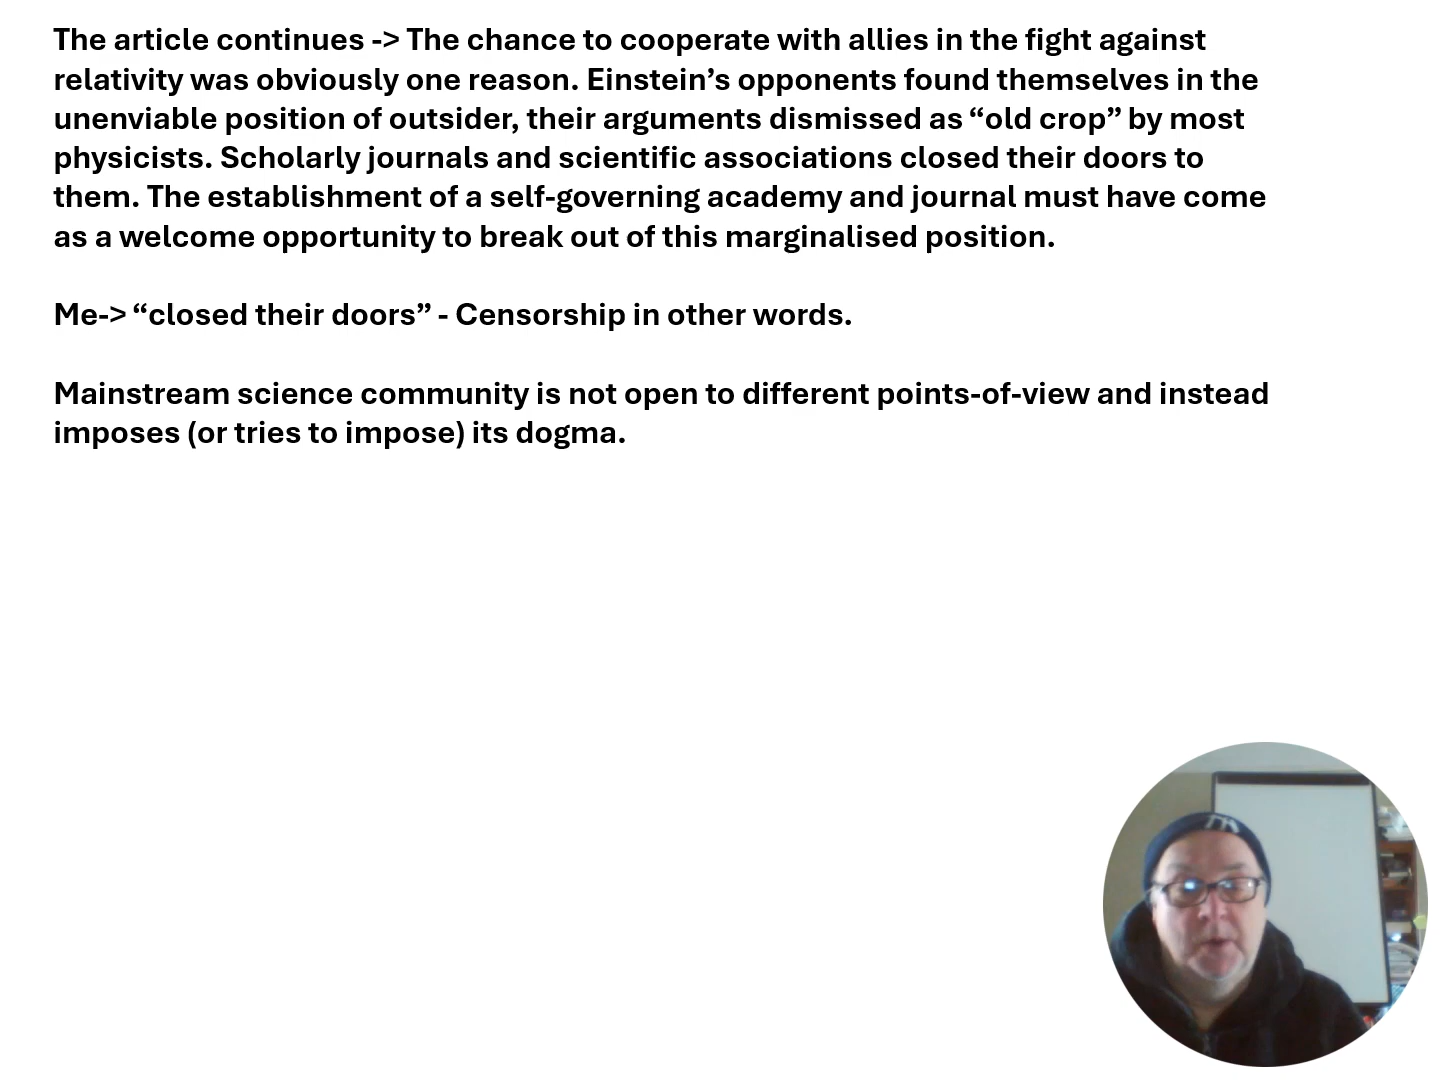 The article continues -> The chance to cooperate with allies in the fight against
relativity was obviously one reason. Einstein’s opponents found themselves in the
unenviable position of outsider, their arguments dismissed as “old crop” by most
physicists. Scholarly journals and scientific associations closed their doors to
them. The establishment of a self-governing academy and journal must have come
as a welcome opportunity to break out of this marginalised position.
Me-> “closed their doors” - Censorship in other words.
Mainstream science community is not open to different points-of-view and instead
imposes (or tries to impose) its dogma.